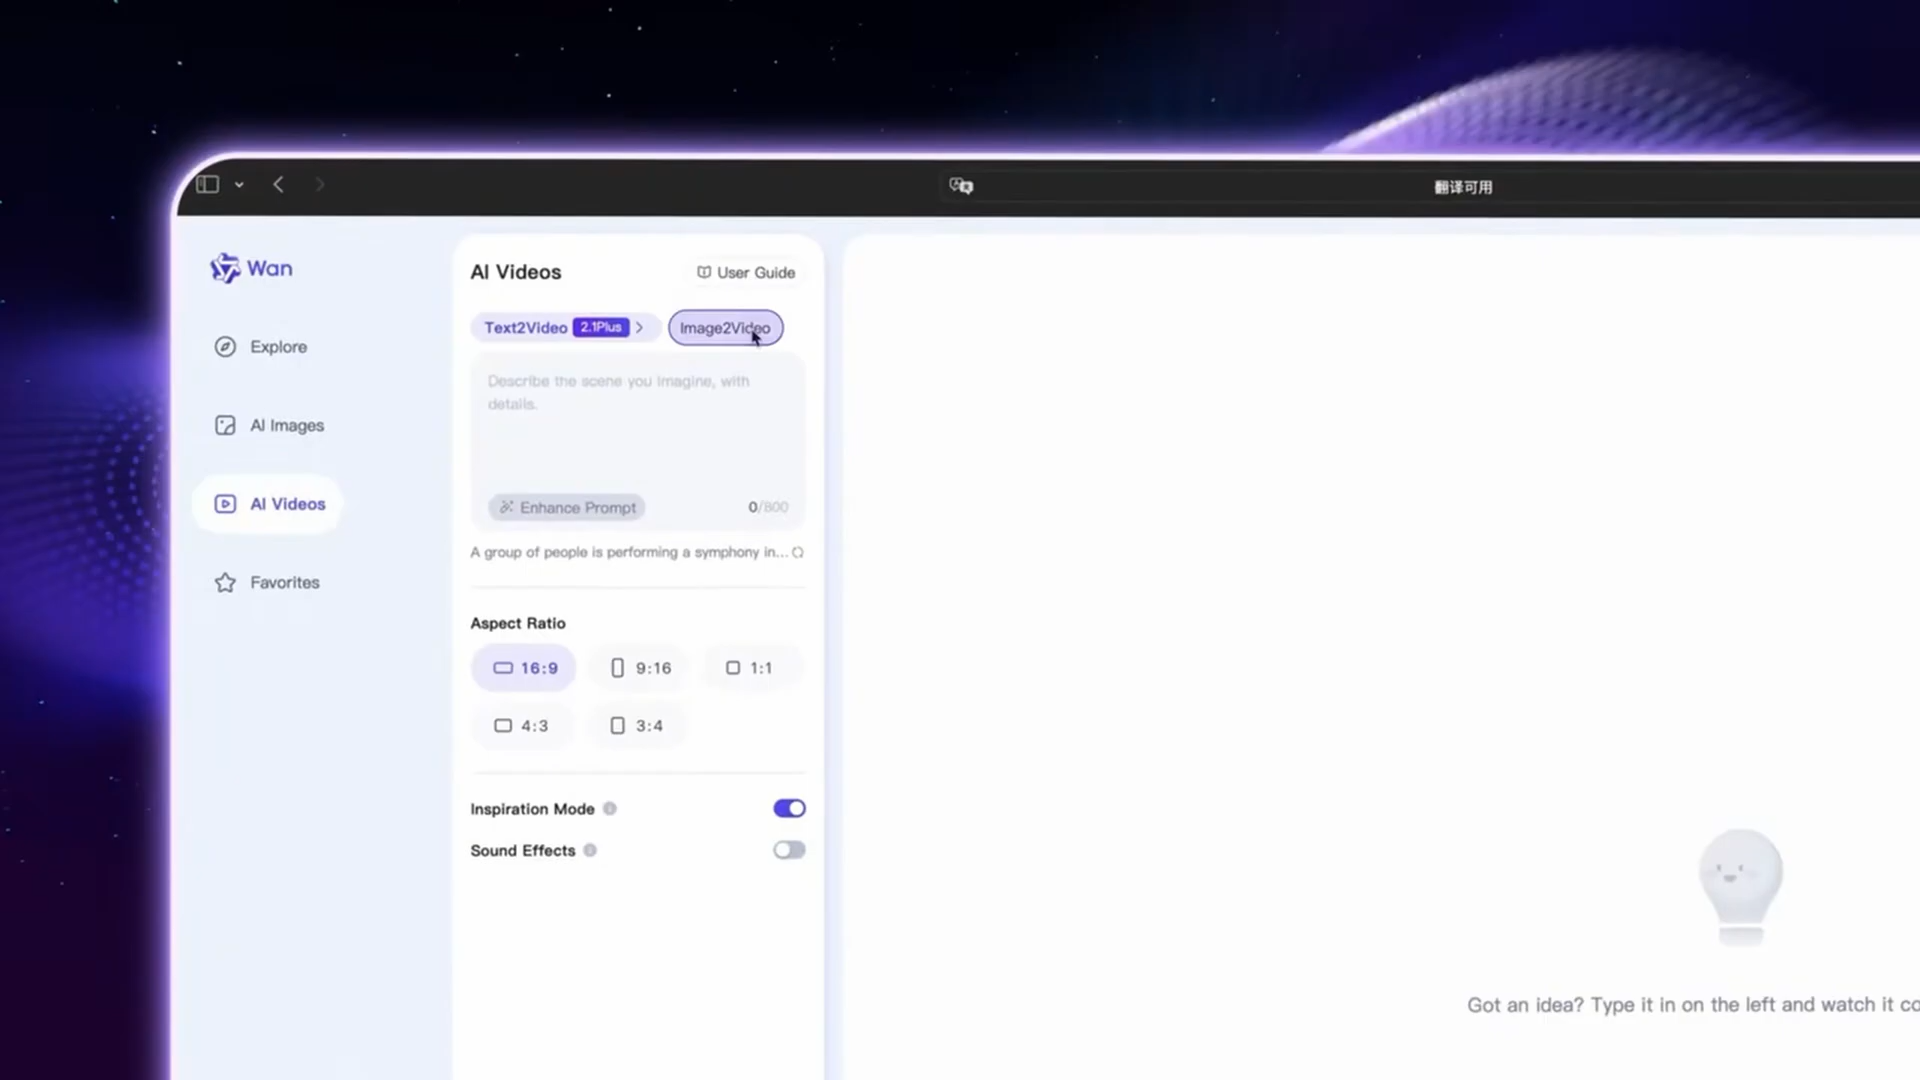 翻译可用
Wan
Explore
AI Images
AI Videos
Favorites
AI Videos
User Guide
Text2Video 2.1Plus
Image2Video
Describe the scene you imagine, with
details.
Enhance Prompt
0/800
A group of people is performing a symphony in...
Aspect Ratio
16:9
9:16
1:1
4:3
3:4
Inspiration Mode
Sound Effects
Got an idea? Type it in on the left and watch it co